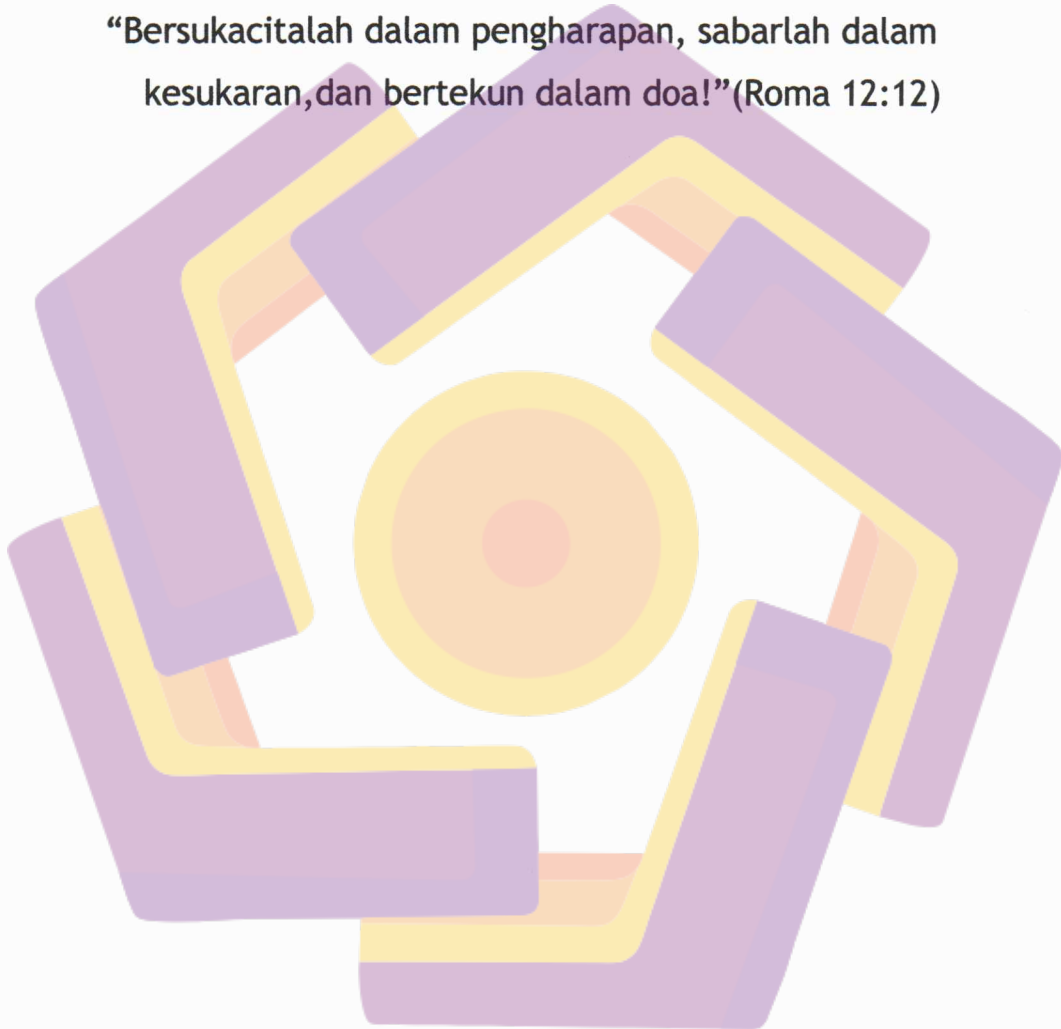 “Bersukacitalah dalam pengharapan, sabarlah dalam
kesukaran,dan bertekun dalam doa!”(Roma 12:12)